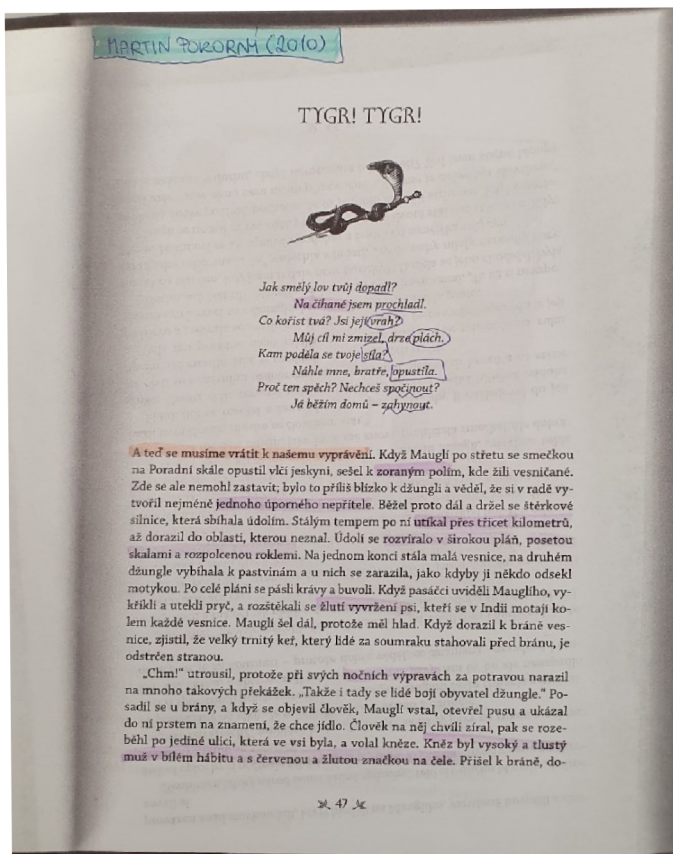 MARTIN POKORNÝ (2010)
TYGR! TYGR!
Jak smělý lov tvůj dopadl?
Na číhané jsem prochladl.
Co kořist tvá? Jsi její vrah?
Můj cíl mi zmizel, drze plách.
Kam poděla se tvoje síla?
Náhle mne, bratře, opustila.
Proč ten spěch? Nechceš spočinout?
Já běžím domů – zahynout.
A teď se musíme vrátit k našemu vyprávění. Když Mauglí po střetu se smečkou
na Poradní skále opustil vlčí jeskyni, sešel k zoraným polím, kde žili vesničané.
Zde se ale nemohl zastavit; bylo to příliš blízko k džungli a věděl, že si v radě vy-
tvořil nejméně jednoho úporného nepřítele. Běžel proto dál a držel se štěrkové
silnice, která sbíhala údolím. Stálým tempem po ní utíkal přes třicet kilometrů,
až dorazil do oblasti, kterou neznal. Údolí se rozvíralo v širokou pláň, posetou
skalami a rozpolcenou roklemi. Na jednom konci stála malá vesnice, na druhém
džungle vybíhala k pastvinám a u nich se zarazila, jako kdyby ji někdo odsekl
motykou. Po celé pláni se pásli krávy a buvoli. Když pasáčci uviděli Mauglího, vy-
křikli a utekli pryč, a rozštěkali se žlutí vyvržení psi, kteří se v Indii motají ko-
lem každé vesnice. Mauglí šel dál, protože měl hlad. Když dorazil k bráně ves-
nice, zjistil, že velký trnitý keř, který lidé za soumraku stahovali před bránu, je
odstrčen stranou.
„Chm!“ utrousil, protože při svých nočních výpravách za potravou narazil
na mnoho takových překážek. „Takže i tady se lidé bojí obyvatel džungle.“ Po-
sadil se u brány, a když se objevil člověk, Mauglí vstal, otevřel pusu a ukázal
do ní prstem na znamení, že chce jídlo. Člověk na něj chvíli zíral, pak se roze-
běhl po jediné ulici, která ve vsi byla, a volal kněze. Kněz byl vysoký a tlustý
muž v bílém hábitu a s červenou a žlutou značkou na čele. Přišel k bráně, do-
47